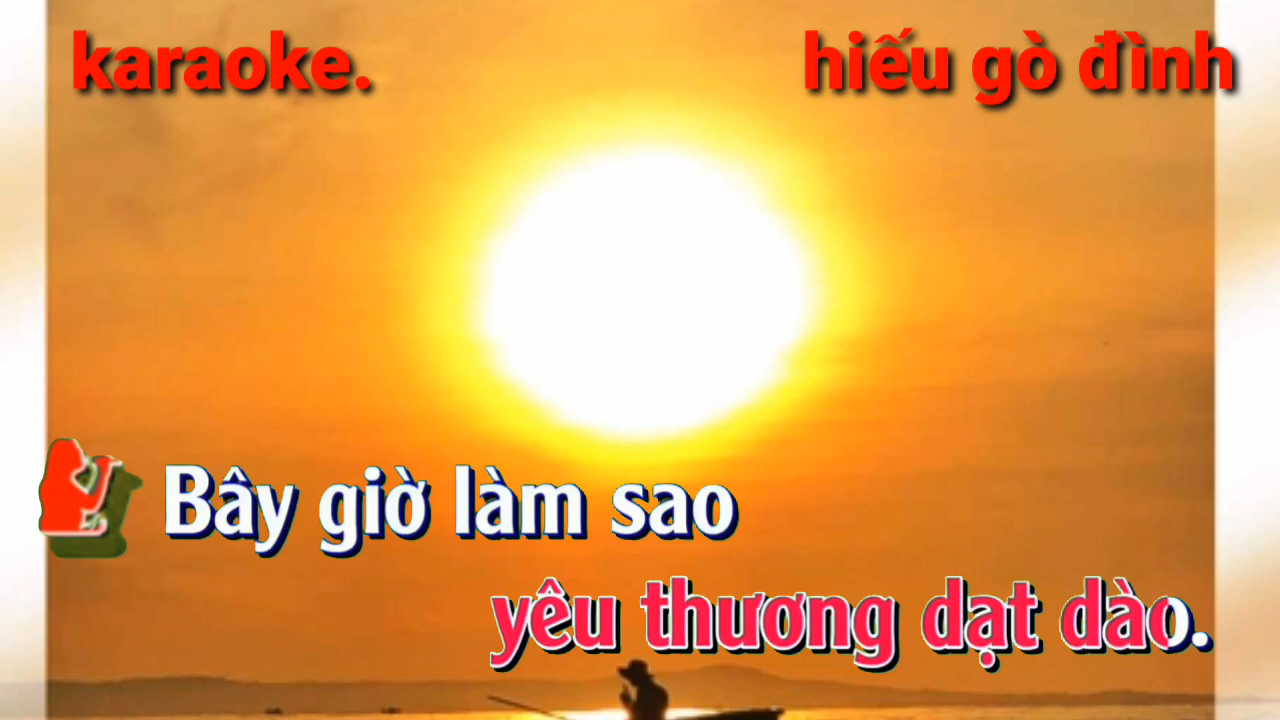 karaoke.
hiếu gò đình
Bây giờ làm sao
yêu thương dạt dào.